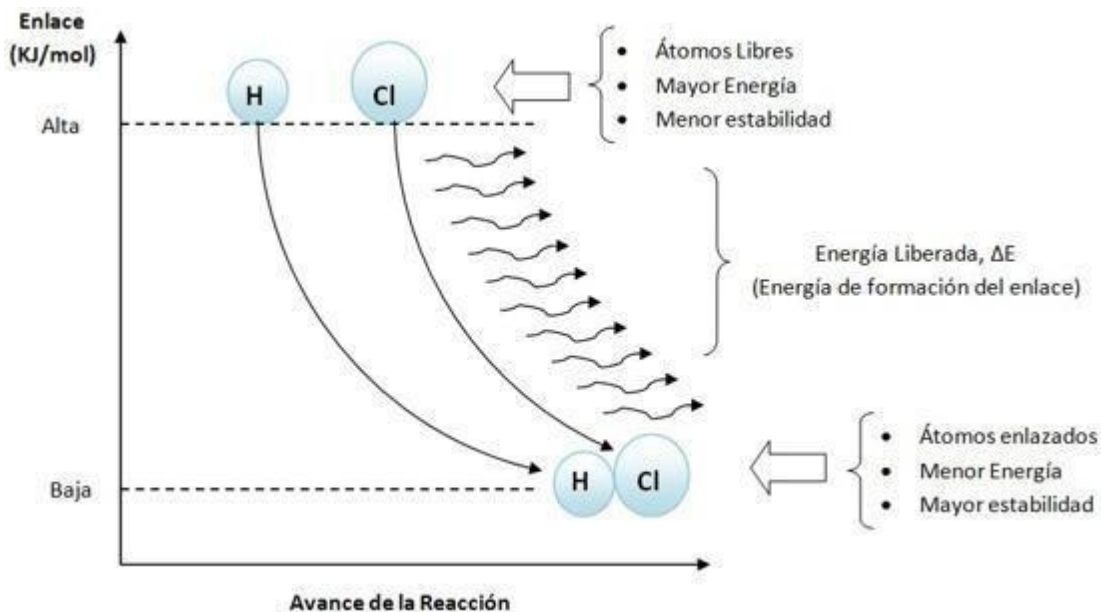 Enlace
(KJ/mol)
H
Cl
• Átomos Libres
• Mayor Energía
• Menor estabilidad
Alta
Energía Liberada, ΔE
(Energía de formación del enlace)
• Átomos enlazados
• Menor Energía
• Mayor estabilidad
H
Cl
Baja
Avance de la Reacción